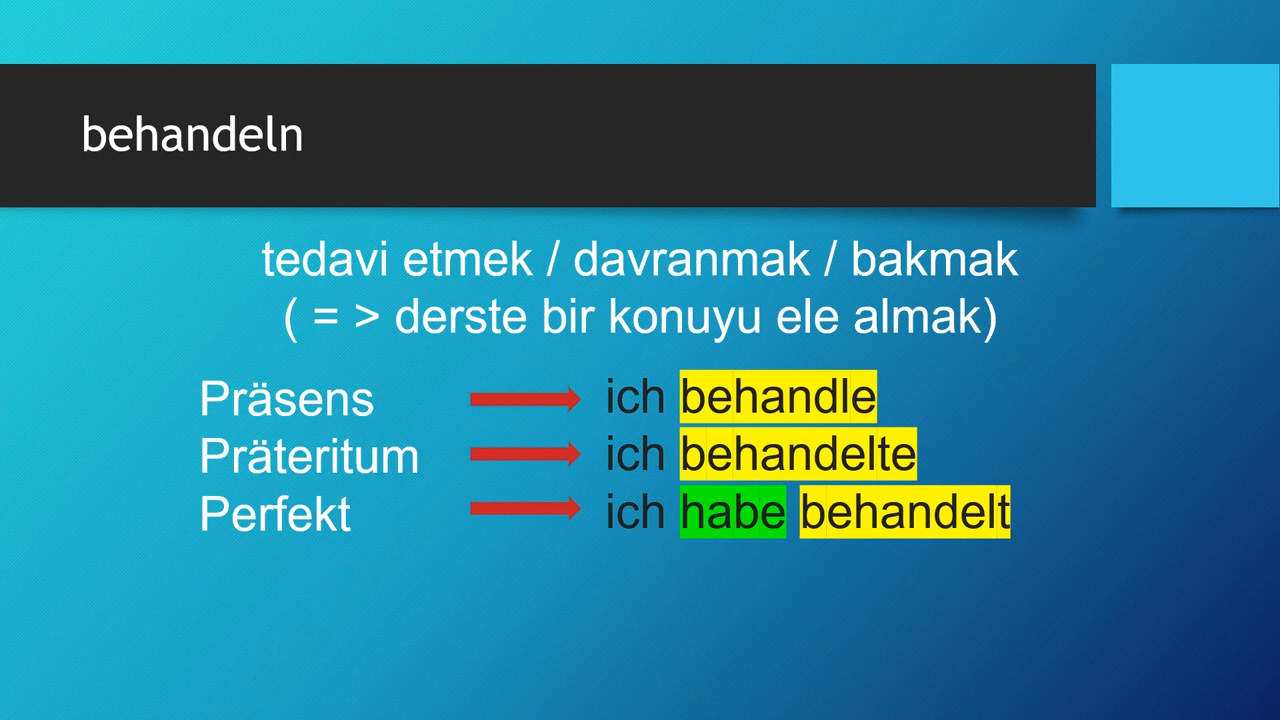 behandeln
tedavi etmek / davranmak / bakmak
( = > derste bir konuyu ele almak)
Präsens ich behandle
Präteritum ich behandelte
Perfekt ich habe behandelt